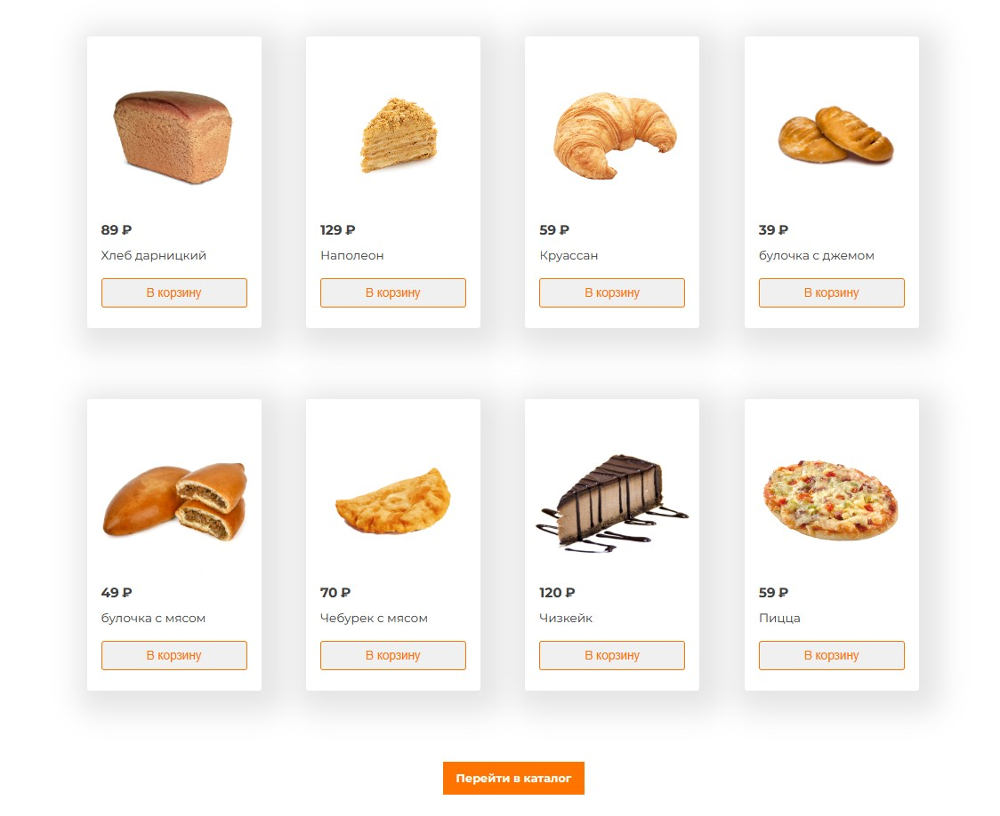 89 ₽
Хлеб дарницкий
В корзину
129 ₽
Наполеон
В корзину
59 ₽
Круассан
В корзину
39 ₽
булочка с джемом
В корзину
49 ₽
булочка с мясом
В корзину
70 ₽
Чебурек с мясом
В корзину
120 ₽
Чизкейк
В корзину
59 ₽
Пицца
В корзину
Перейти в каталог